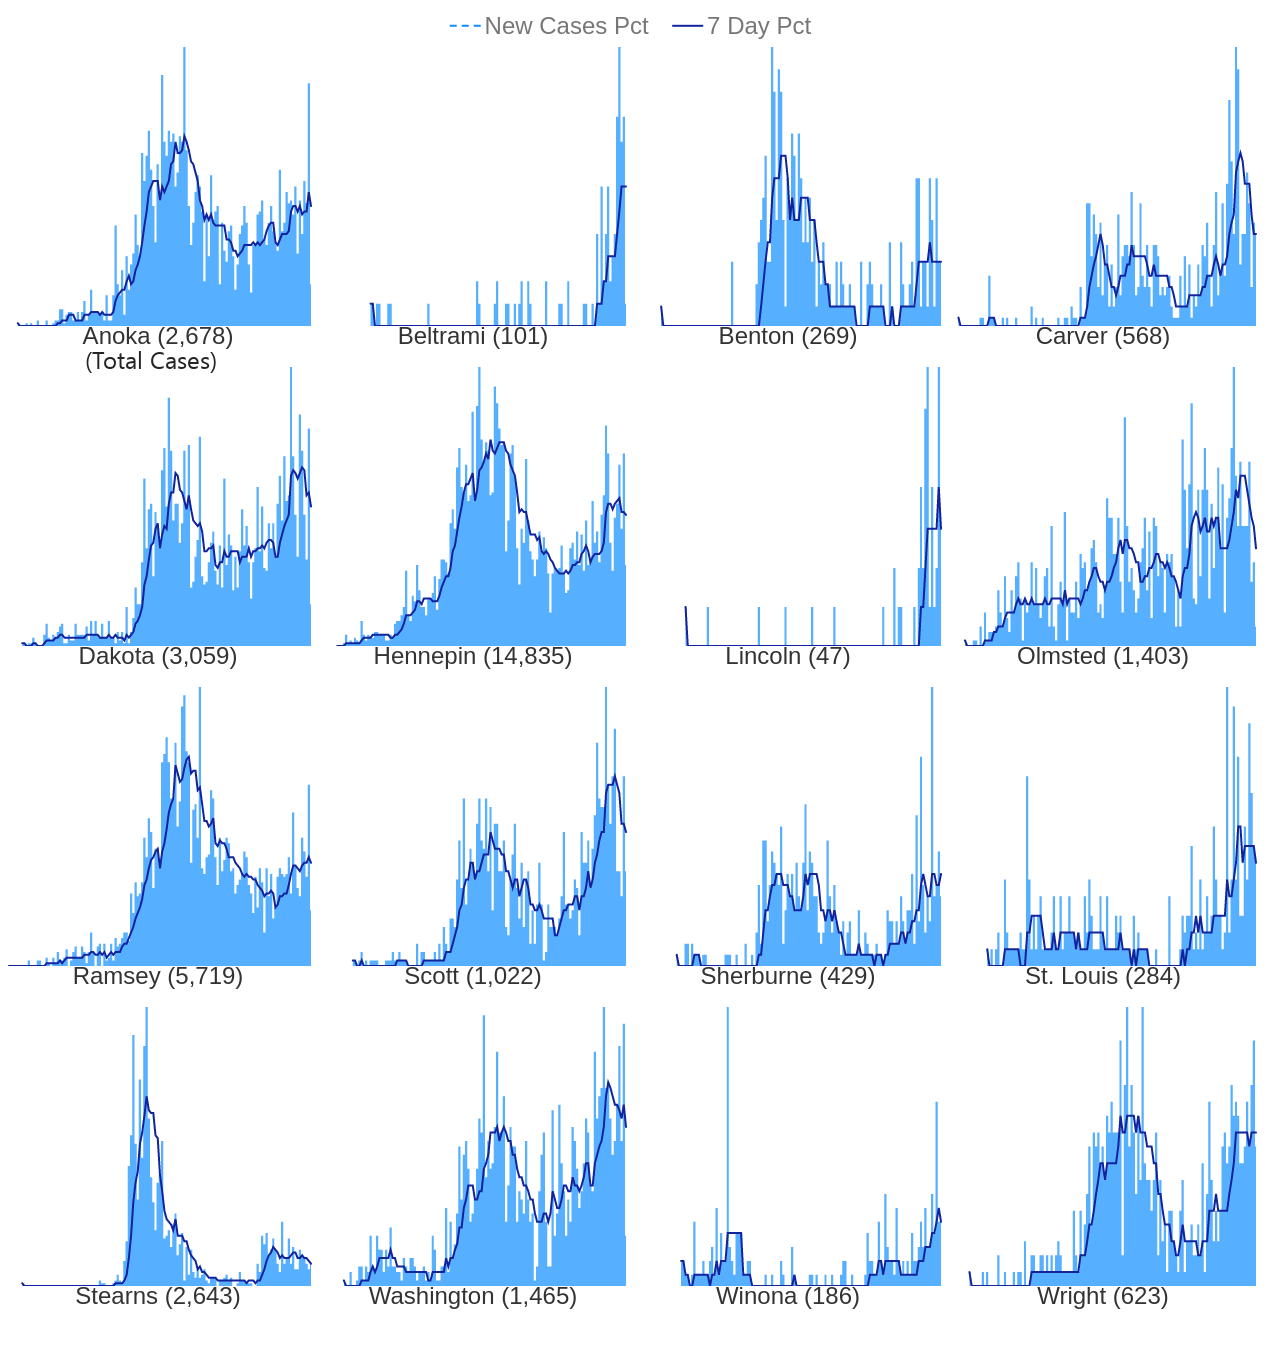 New Cases Pct 7 Day Pct
Anoka (2,678) Beltrami (101) Benton (269) Carver (568)
(Total Cases)
Dakota (3,059) Hennepin (14,835) Lincoln (47) Olmsted (1,403)
Ramsey (5,719) Scott (1,022) Sherburne (429) St. Louis (284)
Stearns (2,643) Washington (1,465) Winona (186) Wright (623)